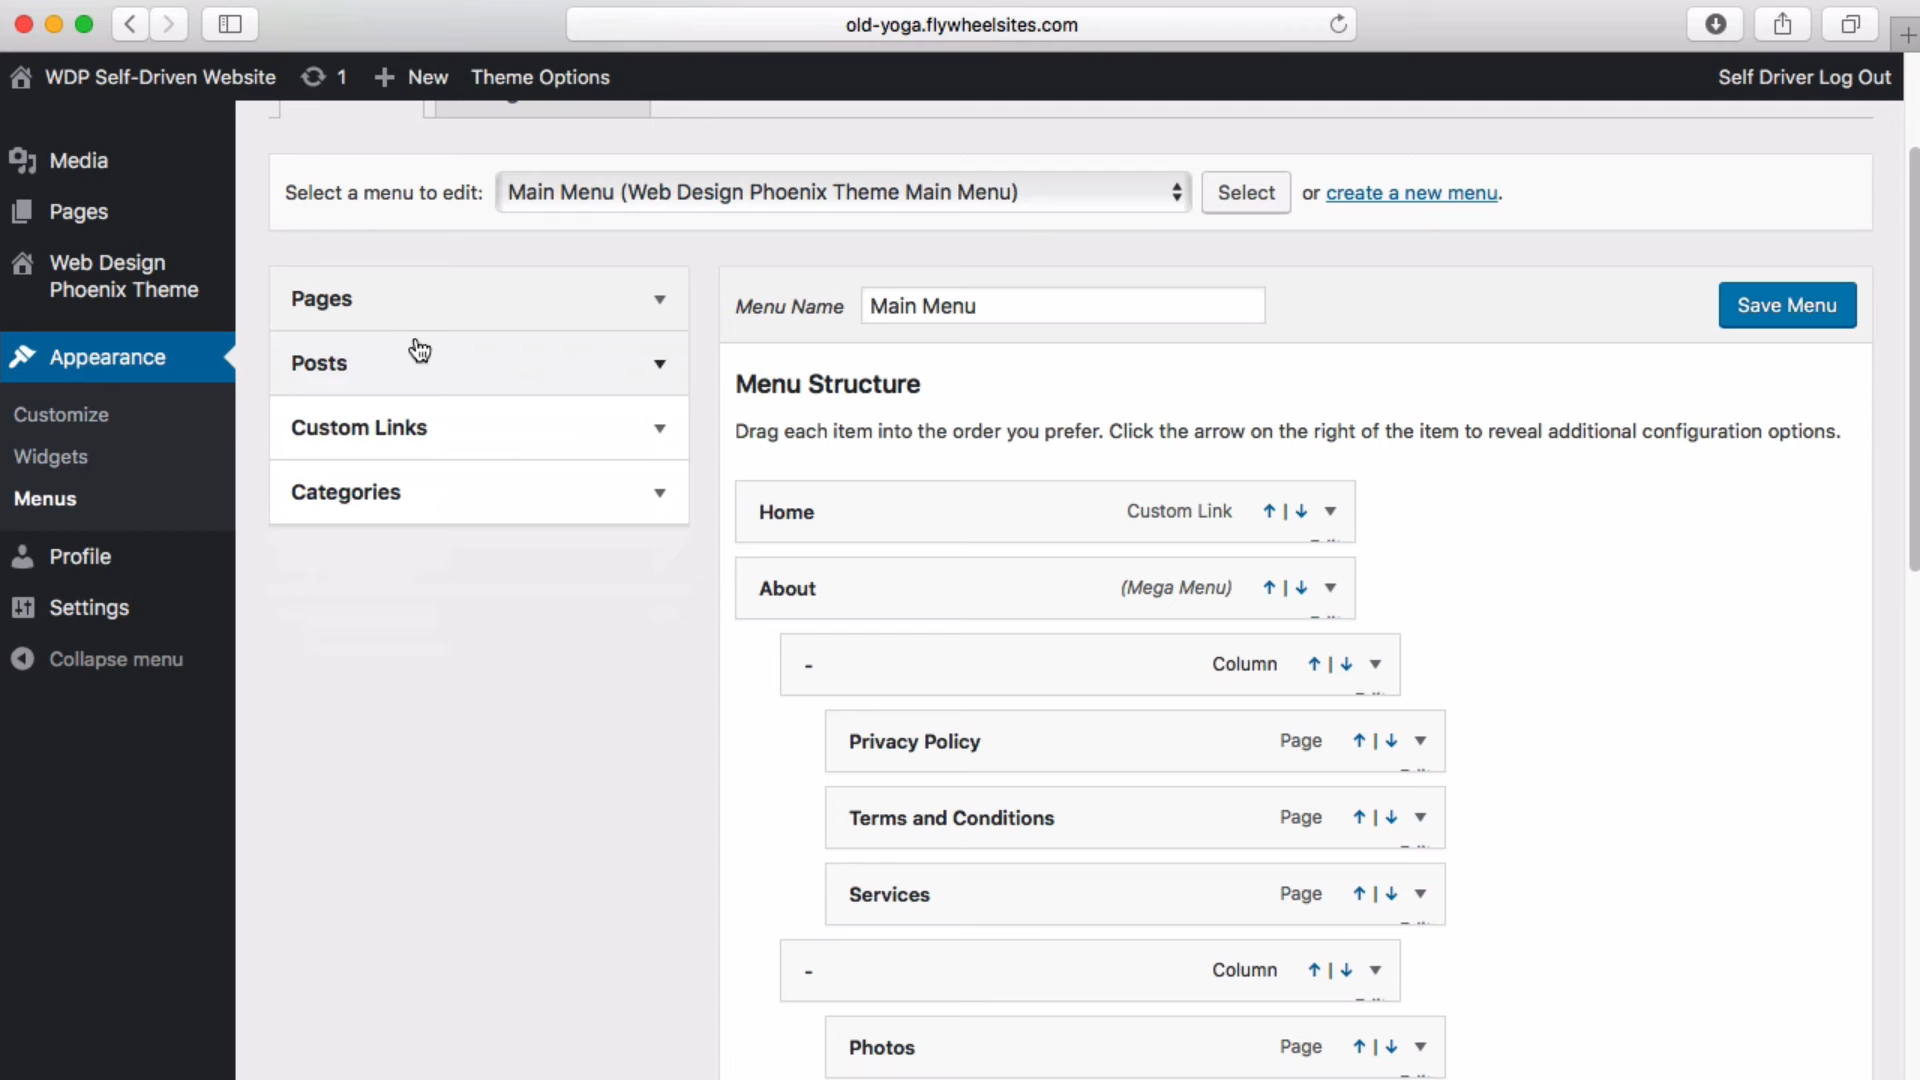 old-yoga.flywheelsites.com
WDP Self-Driven Website 1 New Theme Options Self Driver Log Out
Media
Pages
Web Design
Phoenix Theme
Appearance
Customize
Widgets
Menus
Profile
Settings
Collapse menu
Select a menu to edit: Main Menu (Web Design Phoenix Theme Main Menu) Select or create a new menu.
Pages
Posts
Custom Links
Categories
Menu Name Main Menu Save Menu
Menu Structure
Drag each item into the order you prefer. Click the arrow on the right of the item to reveal additional configuration options.
Home Custom Link ↑ | ↓
About (Mega Menu) ↑ | ↓
- Column ↑ | ↓
Privacy Policy Page ↑ | ↓
Terms and Conditions Page ↑ | ↓
Services Page ↑ | ↓
- Column ↑ | ↓
Photos Page ↑ | ↓